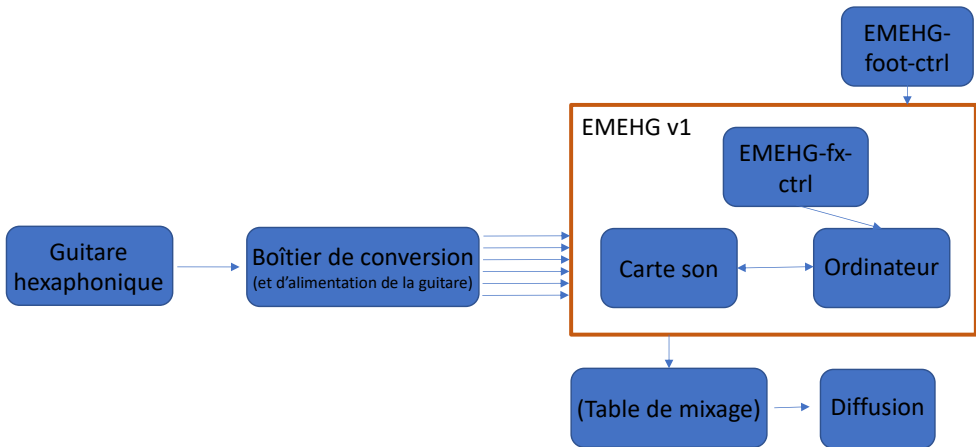 EMEHG-
foot-ctrl
EMEHG v1
EMEHG-fx-
ctrl
Guitare
hexaphonique
Boîtier de conversion
(et d'alimentation de la guitare)
Carte son
Ordinateur
(Table de mixage)
Diffusion